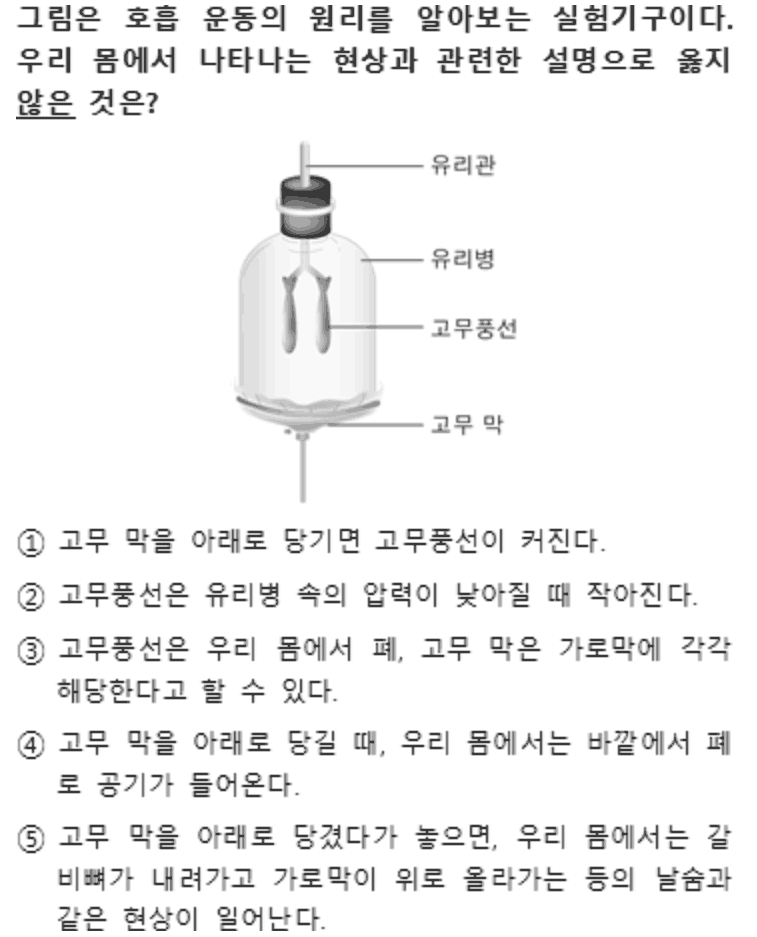 그림은 호흡 운동의 원리를 알아보는 실험기구이다.
우리 몸에서 나타나는 현상과 관련한 설명으로 옳지
않은 것은?
유리관
유리병
고무풍선
고무 막
① 고무 막을 아래로 당기면 고무풍선이 커진다.
② 고무풍선은 유리병 속의 압력이 낮아질 때 작아진다.
③ 고무풍선은 우리 몸에서 폐, 고무 막은 가로막에 각각
해당한다고 할 수 있다.
④ 고무 막을 아래로 당길 때, 우리 몸에서는 바깥에서 폐
로 공기가 들어온다.
⑤ 고무 막을 아래로 당겼다가 놓으면, 우리 몸에서는 갈
비뼈가 내려가고 가로막이 위로 올라가는 등의 날숨과
같은 현상이 일어난다.